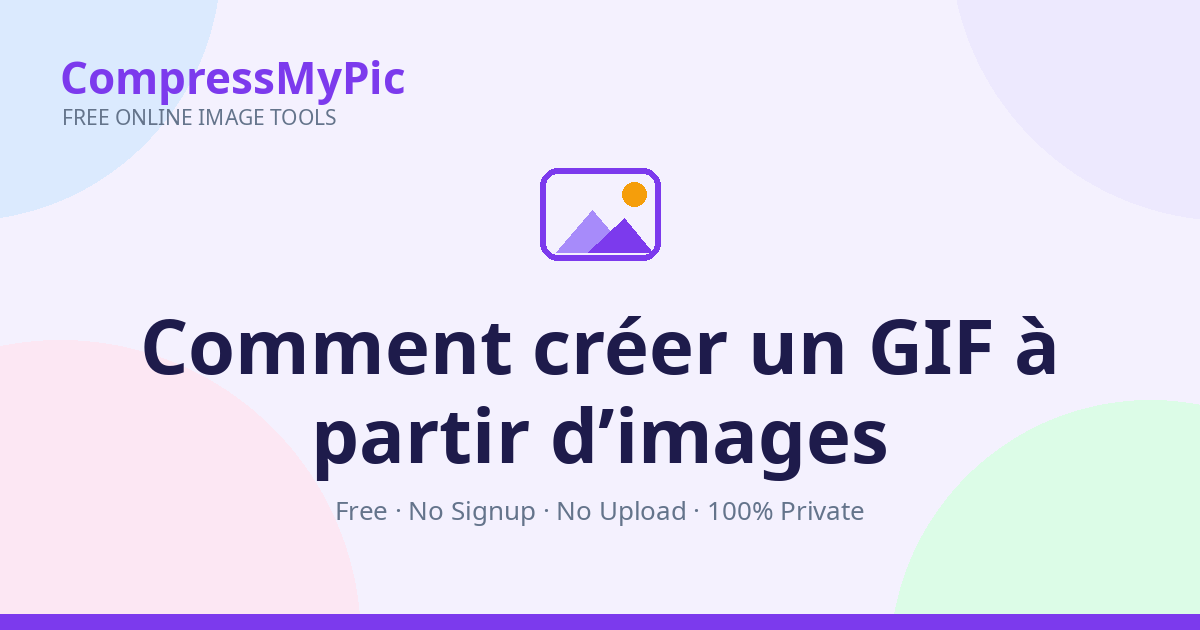 CompressMyPic
FREE ONLINE IMAGE TOOLS
Comment créer un GIF à
partir d’images
Free · No Signup · No Upload · 100% Private